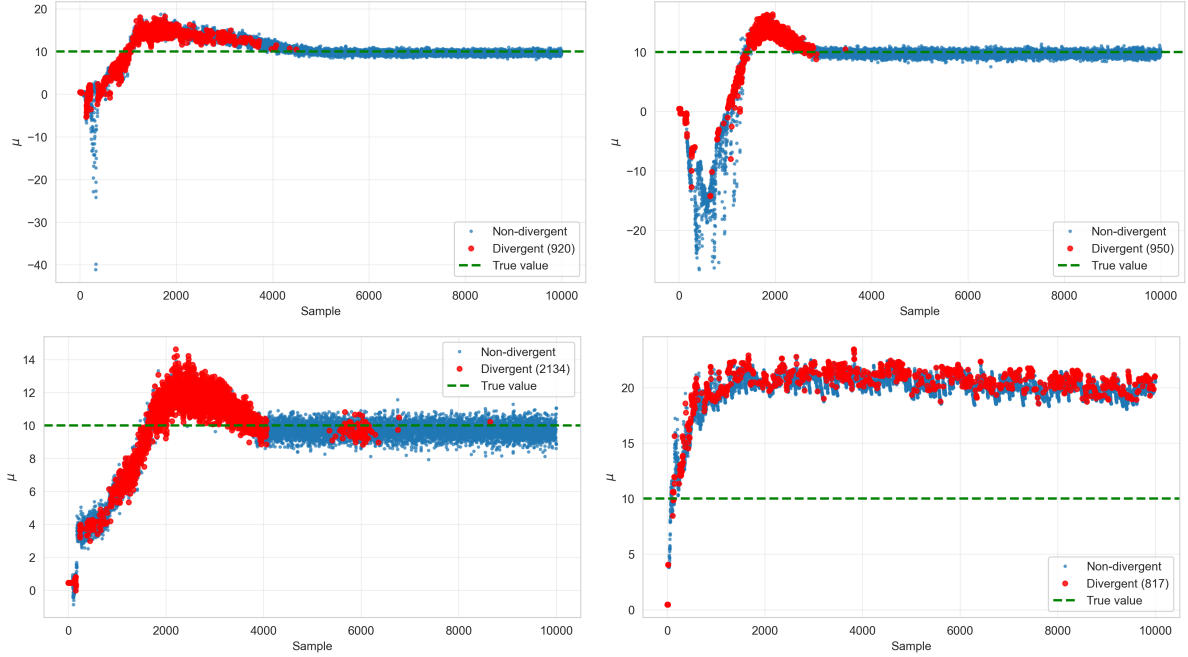 20
10
0
−10
−20
−30
−40
μ
0
2000
4000
6000
8000
10000
Sample
Non-divergent
Divergent (920)
True value
10
0
−10
−20
μ
0
2000
4000
6000
8000
10000
Sample
Non-divergent
Divergent (950)
True value
14
12
10
8
6
4
2
0
μ
0
2000
4000
6000
8000
10000
Sample
Non-divergent
Divergent (2134)
True value
20
15
10
5
0
μ
0
2000
4000
6000
8000
10000
Sample
Non-divergent
Divergent (817)
True value